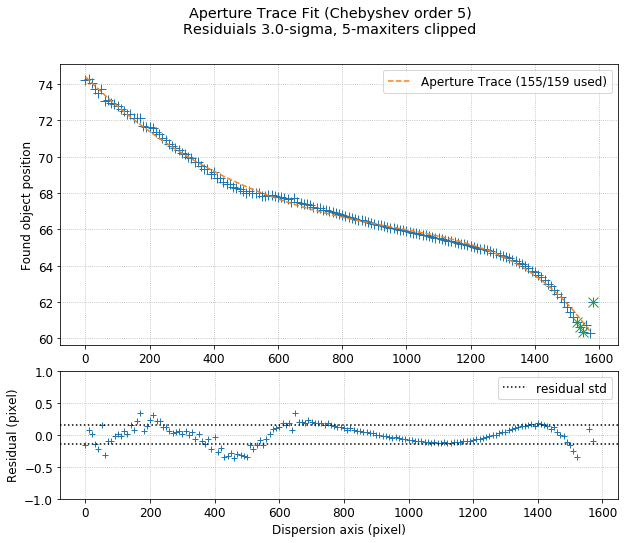 Aperture Trace Fit (Chebyshev order 5)
Residuials 3.0-sigma, 5-maxiters clipped
Aperture Trace (155/159 used)
Found object position
74
72
70
68
66
64
62
60
0 200 400 600 800 1000 1200 1400 1600
residual std
Residual (pixel)
1.0
0.5
0.0
−0.5
−1.0
0 200 400 600 800 1000 1200 1400 1600
Dispersion axis (pixel)